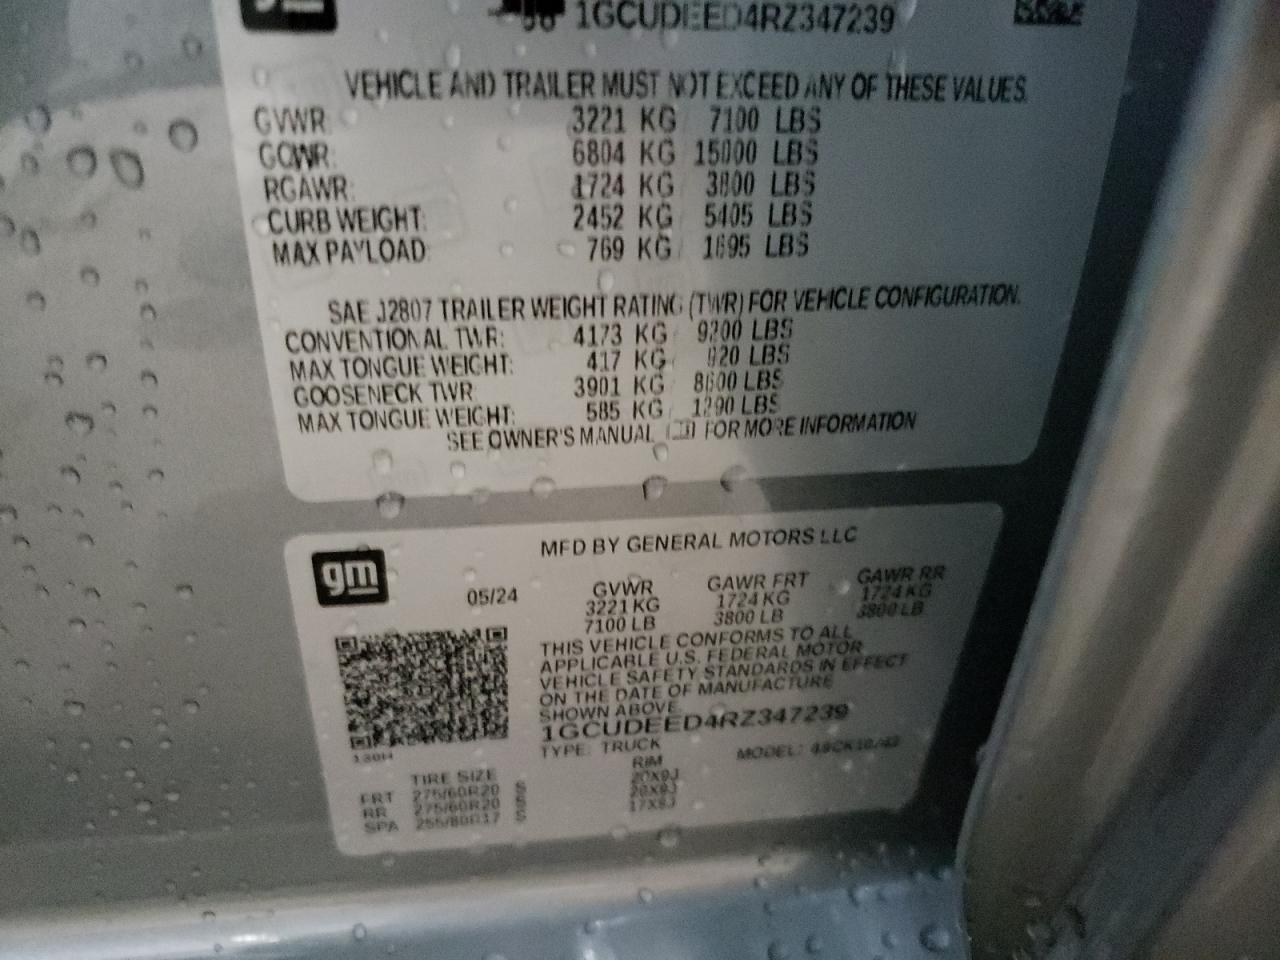 1GCUDEED4RZ347239
VEHICLE AND TRAILER MUST NOT EXCEED ANY OF THESE VALUES.
GVWR: 3221 KG / 7100 LBS
GCWR: 6804 KG 15000 LBS
RGAWR: 1724 KG / 3800 LBS
CURB WEIGHT: 2452 KG / 5405 LBS
MAX PAYLOAD: 769 KG / 1695 LBS
SAE J2807 TRAILER WEIGHT RATING (TWR) FOR VEHICLE CONFIGURATION.
CONVENTIONAL TWR: 4173 KG / 9200 LBS
MAX TONGUE WEIGHT: 417 KG / 920 LBS
GOOSENECK TWR 3901 KG / 8600 LBS
MAX TONGUE WEIGHT: 585 KG / 1290 LBS
SEE OWNER'S MANUAL FOR MORE INFORMATION
MFD BY GENERAL MOTORS LLC
gm
05/24
GVWR GAWR FRT GAWR RR
3221 KG 1724 KG 1724 KG
7100 LB 3800 LB 3800 LB
THIS VEHICLE CONFORMS TO ALL
APPLICABLE U.S. FEDERAL MOTOR
VEHICLE SAFETY STANDARDS IN EFFECT
ON THE DATE OF MANUFACTURE
SHOWN ABOVE.
1GCUDEED4RZ347239
TYPE: TRUCK MODEL:
TIRE SIZE RIM
FRT 275/60R20 S 20X9J
RR 275/60R20 S 20X9J
SPA 255/80R17 S 17X8J